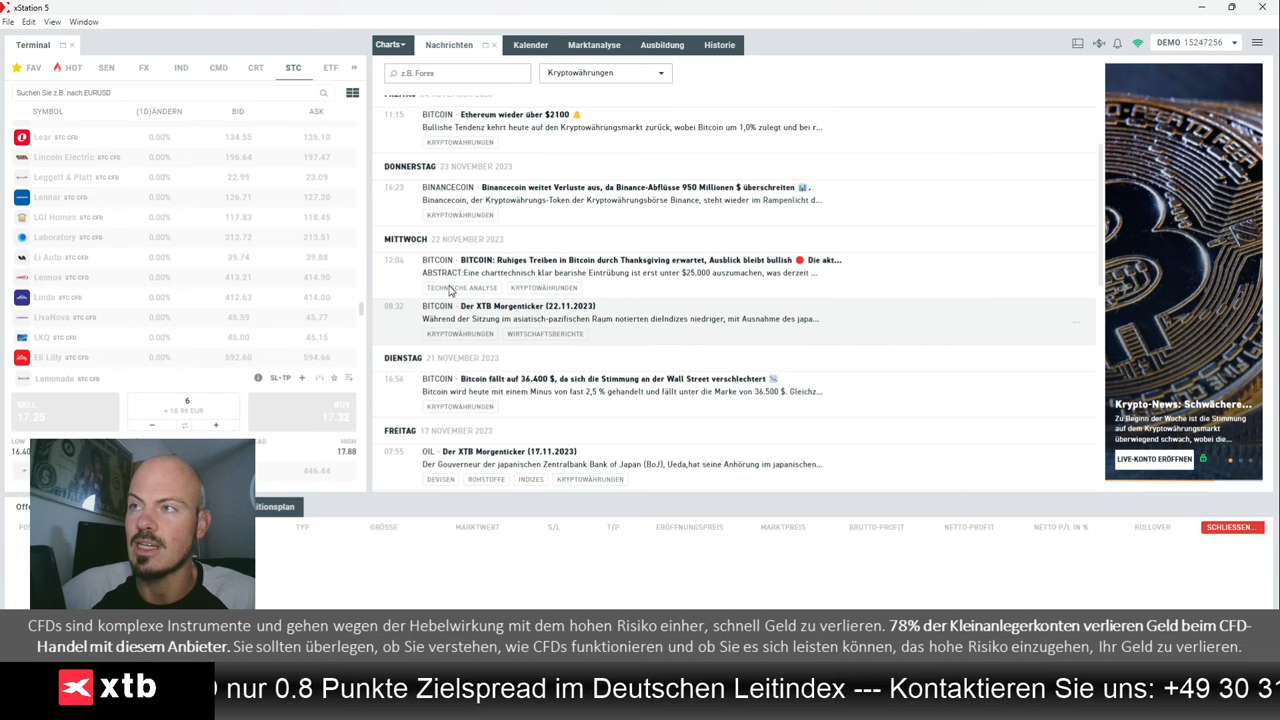 xStation 5
File Edit View Window
Terminal
FAV HOT SEN FX IND CMD CRT STC ETF
Suchen Sie z.B. nach EURUSD
SYMBOL (1D)ÄNDERN BID ASK
Lear STC CFD 0.00% 134.55 135.10
Lincoln Electric STC CFD 0.00% 196.64 197.47
Leggett & Platt STC CFD 0.00% 22.99 23.09
Lennar STC CFD 0.00% 126.71 127.20
LGI Homes STC CFD 0.00% 117.83 118.45
Laboratory STC CFD 0.00% 212.72 213.51
Li Auto STC CFD 0.00% 39.74 39.88
Lennox STC CFD 0.00% 413.21 414.90
Linde STC CFD 0.00% 412.63 414.00
LivaNova STC CFD 0.00% 45.59 45.77
LKQ STC CFD 0.00% 45.00 45.15
Eli Lilly STC CFD 0.00% 592.60 594.66
Lemonade STC CFD SL+TP
SELL
17.25
6
≈ 18.96 EUR
BUY
17.32
LOW
HIGH
17.88
446.44
Charts Nachrichten Kalender Marktanalyse Ausbildung Historie
DEMO 15247256
z.B. Forex Kryptowährungen
11:15 BITCOIN · Ethereum wieder über $2100
Bullishe Tendenz kehrt heute auf den Kryptowährungsmarkt zurück, wobei Bitcoin um 1,0% zulegt und bei r...
KRYPTOWÄHRUNGEN
DONNERSTAG 23 NOVEMBER 2023
16:23 BINANCECOIN · Binancecoin weitet Verluste aus, da Binance-Abflüsse 950 Millionen $ überschreiten .
Binancecoin, der Kryptowährungs-Token der Kryptowährungsbörse Binance, steht wieder im Rampenlicht d...
KRYPTOWÄHRUNGEN
MITTWOCH 22 NOVEMBER 2023
12:04 BITCOIN · BITCOIN: Ruhiges Treiben in Bitcoin durch Thanksgiving erwartet, Ausblick bleibt bullish Die akt...
ABSTRACT:Eine charttechnisch klar bearishe Eintrübung ist erst unter $25.000 auszumachen, was derzeit ...
TECHNISCHE ANALYSE KRYPTOWÄHRUNGEN
08:32 BITCOIN · Der XTB Morgenticker (22.11.2023)
Während der Sitzung im asiatisch-pazifischen Raum notierten dieIndizes niedriger, mit Ausnahme des japa...
KRYPTOWÄHRUNGEN WIRTSCHAFTSBERICHTE
DIENSTAG 21 NOVEMBER 2023
16:56 BITCOIN · Bitcoin fällt auf 36.400 $, da sich die Stimmung an der Wall Street verschlechtert
Bitcoin wird heute mit einem Minus von fast 2,5 % gehandelt und fällt unter die Marke von 36.500 $. Gleichz...
KRYPTOWÄHRUNGEN
FREITAG 17 NOVEMBER 2023
07:55 OIL · Der XTB Morgenticker (17.11.2023)
Der Gouverneur der japanischen Zentralbank Bank of Japan (BoJ), Ueda,hat seine Anhörung im japanischen...
DEVISEN ROHSTOFFE INDIZES KRYPTOWÄHRUNGEN
Krypto-News: Schwächere...
Zu Beginn der Woche ist die Stimmung
auf dem Kryptowährungsmarkt
überwiegend schwach, wobei die...
LIVE-KONTO ERÖFFNEN
TYP GRÖSSE MARKTWERT S/L T/P ERÖFFNUNGSPREIS MARKTPREIS BRUTTO-PROFIT NETTO-PROFIT NETTO P/L IN % ROLLOVER SCHLIESSEN...
CFDs sind komplexe Instrumente und gehen wegen der Hebelwirkung mit dem hohen Risiko einher, schnell Geld zu verlieren. 78% der Kleinanlegerkonten verlieren Geld beim CFD-
Handel mit diesem Anbieter. Sie sollten überlegen, ob Sie verstehen, wie CFDs funktionieren und ob Sie es sich leisten können, das hohe Risiko einzugehen, Ihr Geld zu verlieren.
xtb
nur 0.8 Punkte Zielspread im Deutschen Leitindex --- Kontaktieren Sie uns: +49 30 3